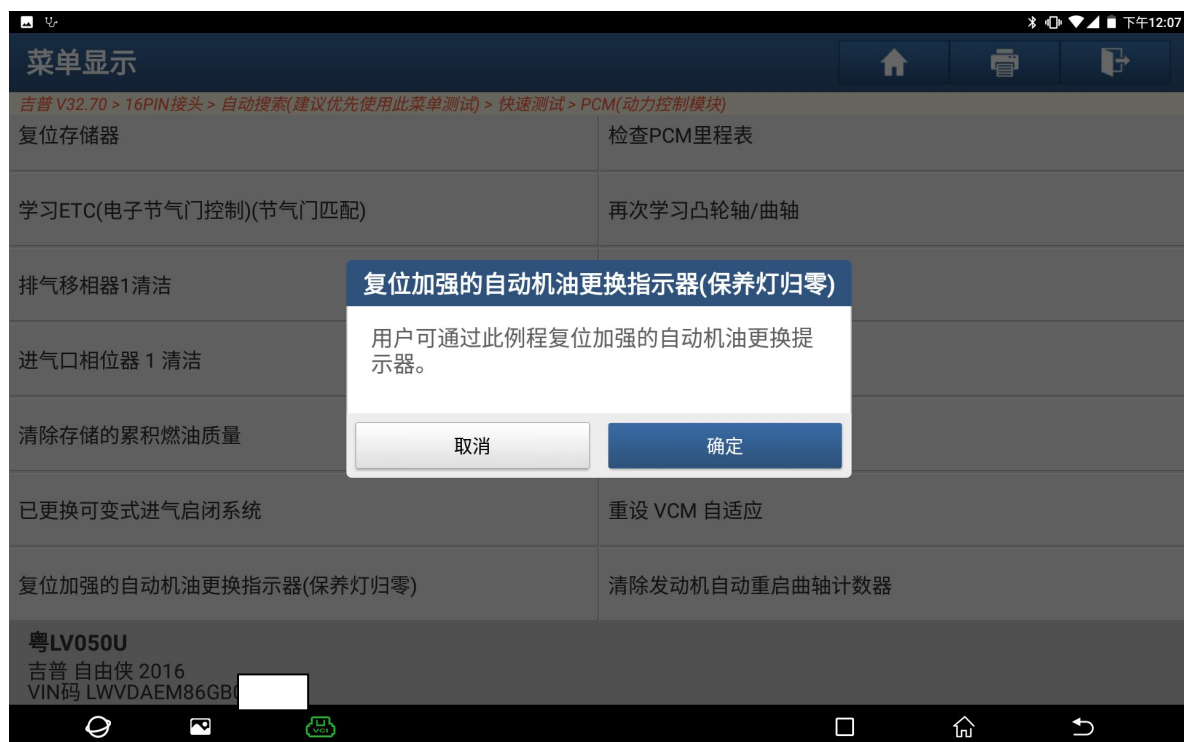 下午12:07
菜单显示
吉普 V32.70 > 16PIN接头 > 自动搜索(建议优先使用此菜单测试) > 快速测试 > PCM(动力控制模块)
复位存储器
检查PCM里程表
学习ETC(电子节气门控制)(节气门匹配)
再次学习凸轮轴/曲轴
排气移相器1清洁
复位加强的自动机油更换指示器(保养灯归零)
用户可通过此例程复位加强的自动机油更换提
示器。
进气口相位器 1 清洁
取消
确定
清除存储的累积燃油质量
已更换可变式进气启闭系统
重设 VCM 自适应
复位加强的自动机油更换指示器(保养灯归零)
清除发动机自动重启曲轴计数器
粤LV050U
吉普 自由侠 2016
VIN码 LWVDAEM86GB
VCI